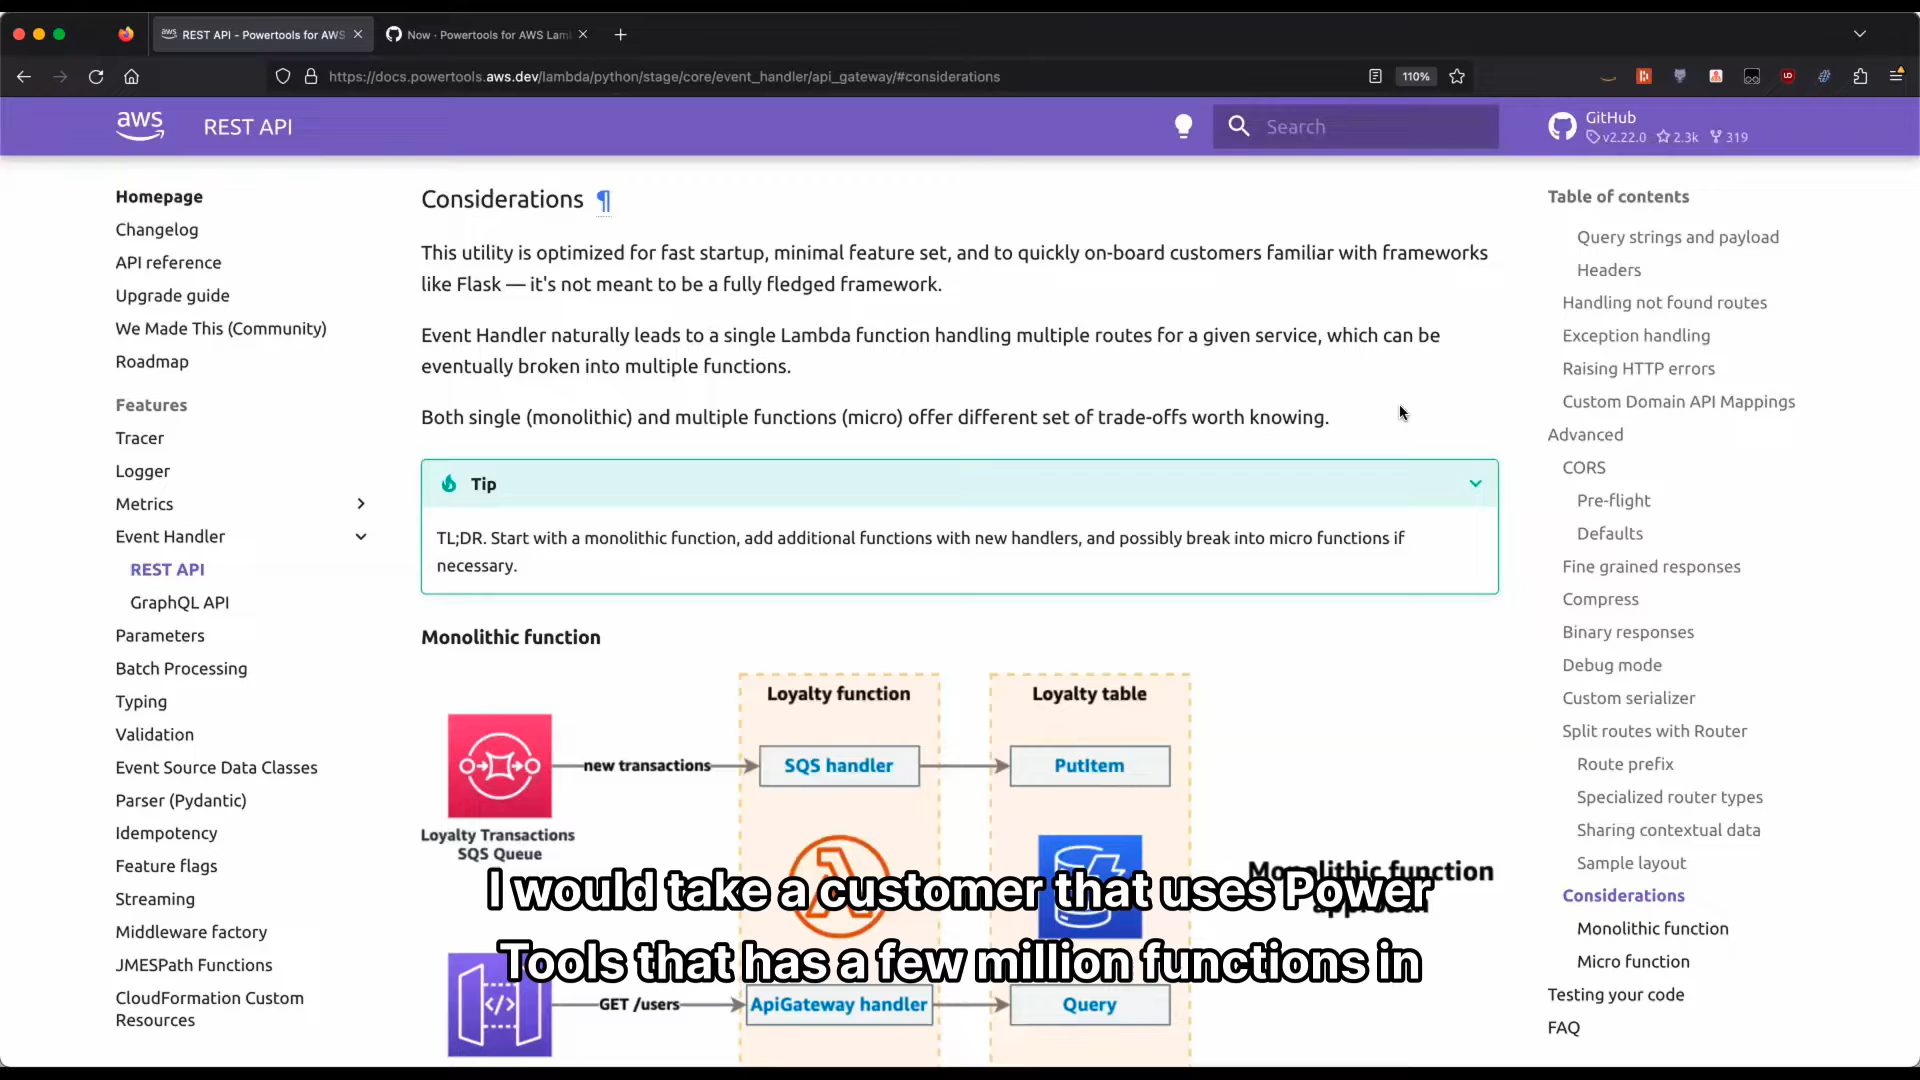 REST API - Powertools for AWS
Now · Powertools for AWS Lam
https://docs.powertools.aws.dev/lambda/python/stage/core/event_handler/api_gateway/#considerations
110%
aws
REST API
Search
GitHub
v2.22.0 2.3k 319
Homepage
Changelog
API reference
Upgrade guide
We Made This (Community)
Roadmap
Features
Tracer
Logger
Metrics
Event Handler
REST API
GraphQL API
Parameters
Batch Processing
Typing
Validation
Event Source Data Classes
Parser (Pydantic)
Idempotency
Feature flags
Streaming
Middleware factory
JMESPath Functions
CloudFormation Custom
Resources
Considerations ¶
This utility is optimized for fast startup, minimal feature set, and to quickly on-board customers familiar with frameworks
like Flask — it's not meant to be a fully fledged framework.
Event Handler naturally leads to a single Lambda function handling multiple routes for a given service, which can be
eventually broken into multiple functions.
Both single (monolithic) and multiple functions (micro) offer different set of trade-offs worth knowing.
Tip
TL;DR. Start with a monolithic function, add additional functions with new handlers, and possibly break into micro functions if
necessary.
Monolithic function
Loyalty function
Loyalty table
new transactions
SQS handler
PutItem
Loyalty Transactions
SQS Queue
Monolithic function
approach
I would take a customer that uses Power
Tools that has a few million functions in
GET /users
ApiGateway handler
Query
Table of contents
Query strings and payload
Headers
Handling not found routes
Exception handling
Raising HTTP errors
Custom Domain API Mappings
Advanced
CORS
Pre-flight
Defaults
Fine grained responses
Compress
Binary responses
Debug mode
Custom serializer
Split routes with Router
Route prefix
Specialized router types
Sharing contextual data
Sample layout
Considerations
Monolithic function
Micro function
Testing your code
FAQ